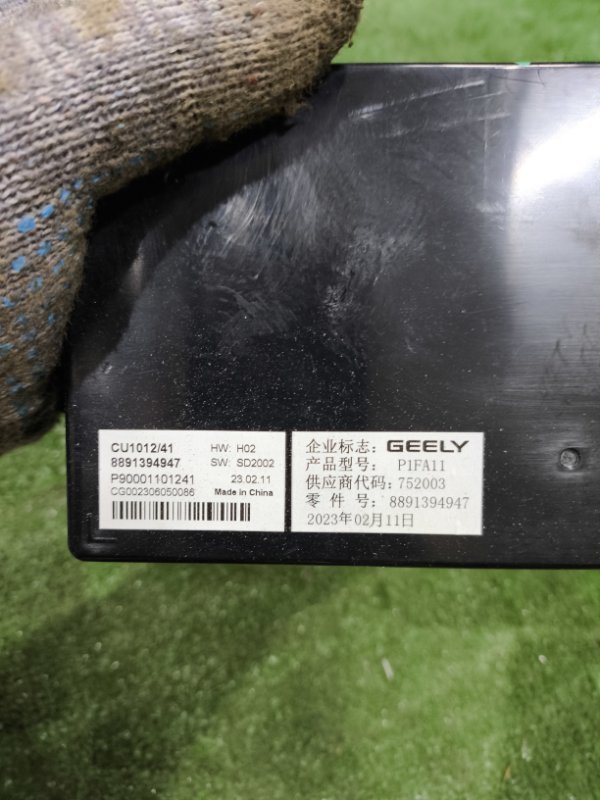 CU1012/41 HW: H02
8891394947 SW: SD2002
P90001101241 23.02.11
CG002306050086 Made in China
企业标志: GEELY
产品型号: P1FA11
供应商代码: 752003
零 件 号: 8891394947
2023年02月11日